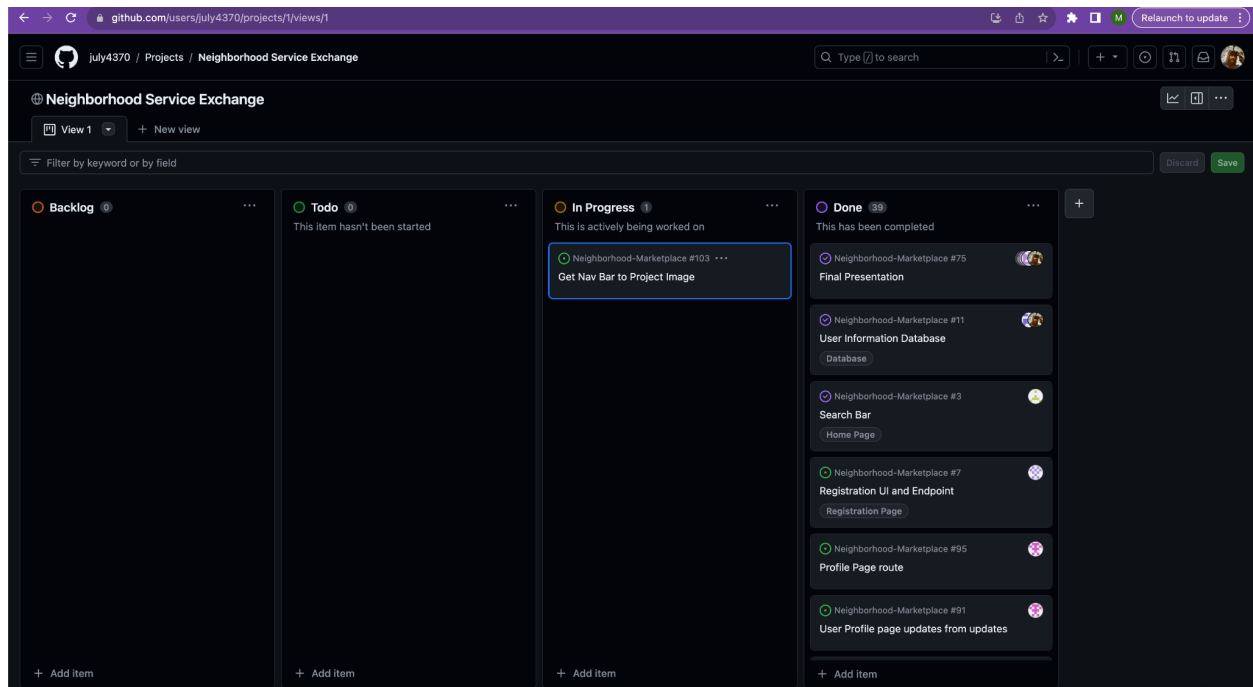 github.com/users/july4370/projects/1/views/1
M
Relaunch to update
july4370 / Projects / Neighborhood Service Exchange
Type / to search
Neighborhood Service Exchange
View 1
New view
Filter by keyword or by field
Discard
Save
Backlog 0
Todo 0
This item hasn't been started
In Progress 1
This is actively being worked on
Neighborhood-Marketplace #103
Get Nav Bar to Project Image
Done 39
This has been completed
Neighborhood-Marketplace #75
Final Presentation
Neighborhood-Marketplace #11
User Information Database
Database
Neighborhood-Marketplace #3
Search Bar
Home Page
Neighborhood-Marketplace #7
Registration UI and Endpoint
Registration Page
Neighborhood-Marketplace #95
Profile Page route
Neighborhood-Marketplace #91
User Profile page updates from updates
+ Add item
+ Add item
+ Add item
+ Add item